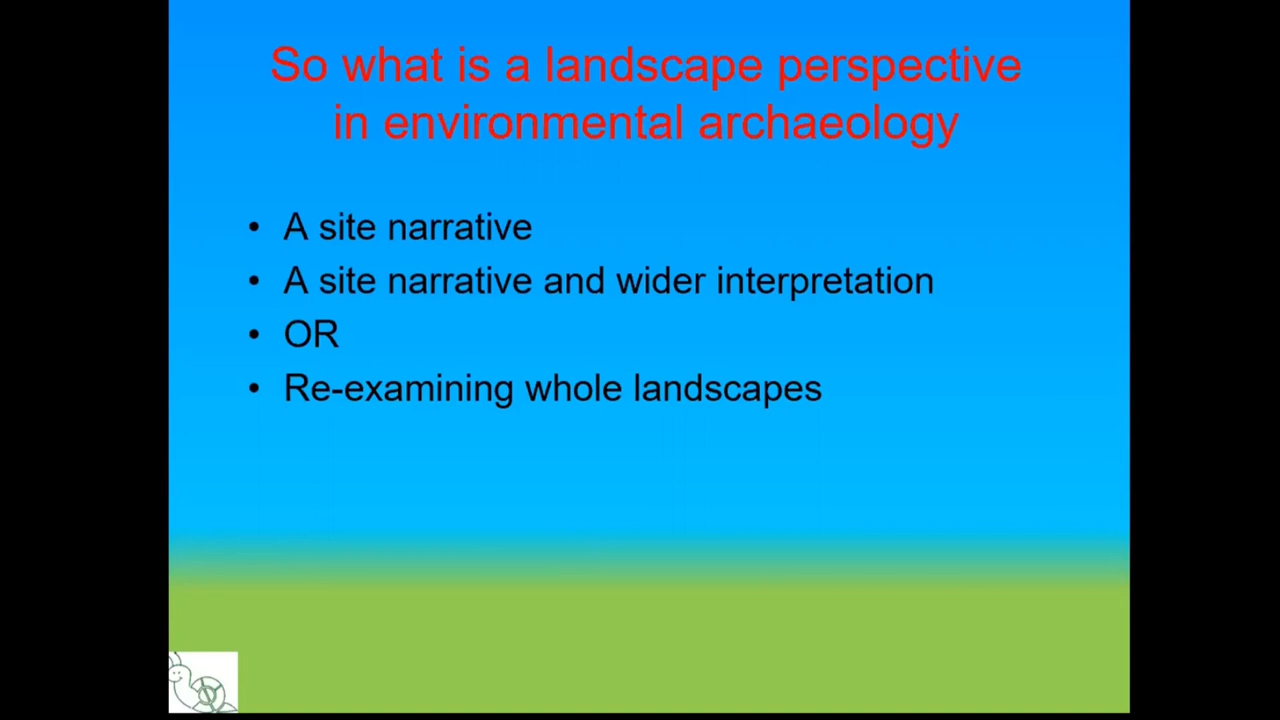 So what is a landscape perspective
in environmental archaeology
• A site narrative
• A site narrative and wider interpretation
• OR
• Re-examining whole landscapes